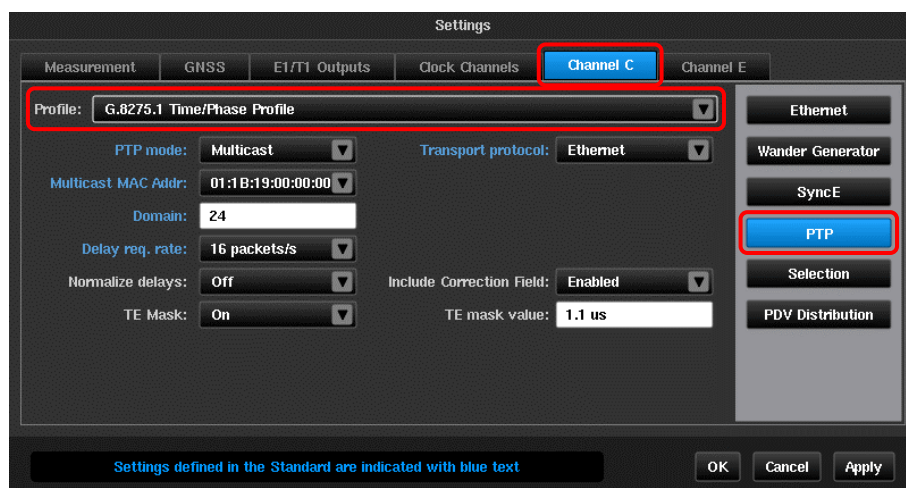 Settings
Measurement GNSS E1/T1 Outputs Clock Channels Channel C Channel E
Profile: G.8275.1 Time/Phase Profile
Ethernet
PTP mode: Multicast Transport protocol: Ethernet
Wander Generator
Multicast MAC Addr: 01:1B:19:00:00:00
SyncE
Domain: 24
PTP
Delay req. rate: 16 packets/s
Normalize delays: Off Include Correction Field: Enabled
Selection
TE Mask: On TE mask value: 1.1 us
PDV Distribution
Settings defined in the Standard are indicated with blue text
OK Cancel Apply